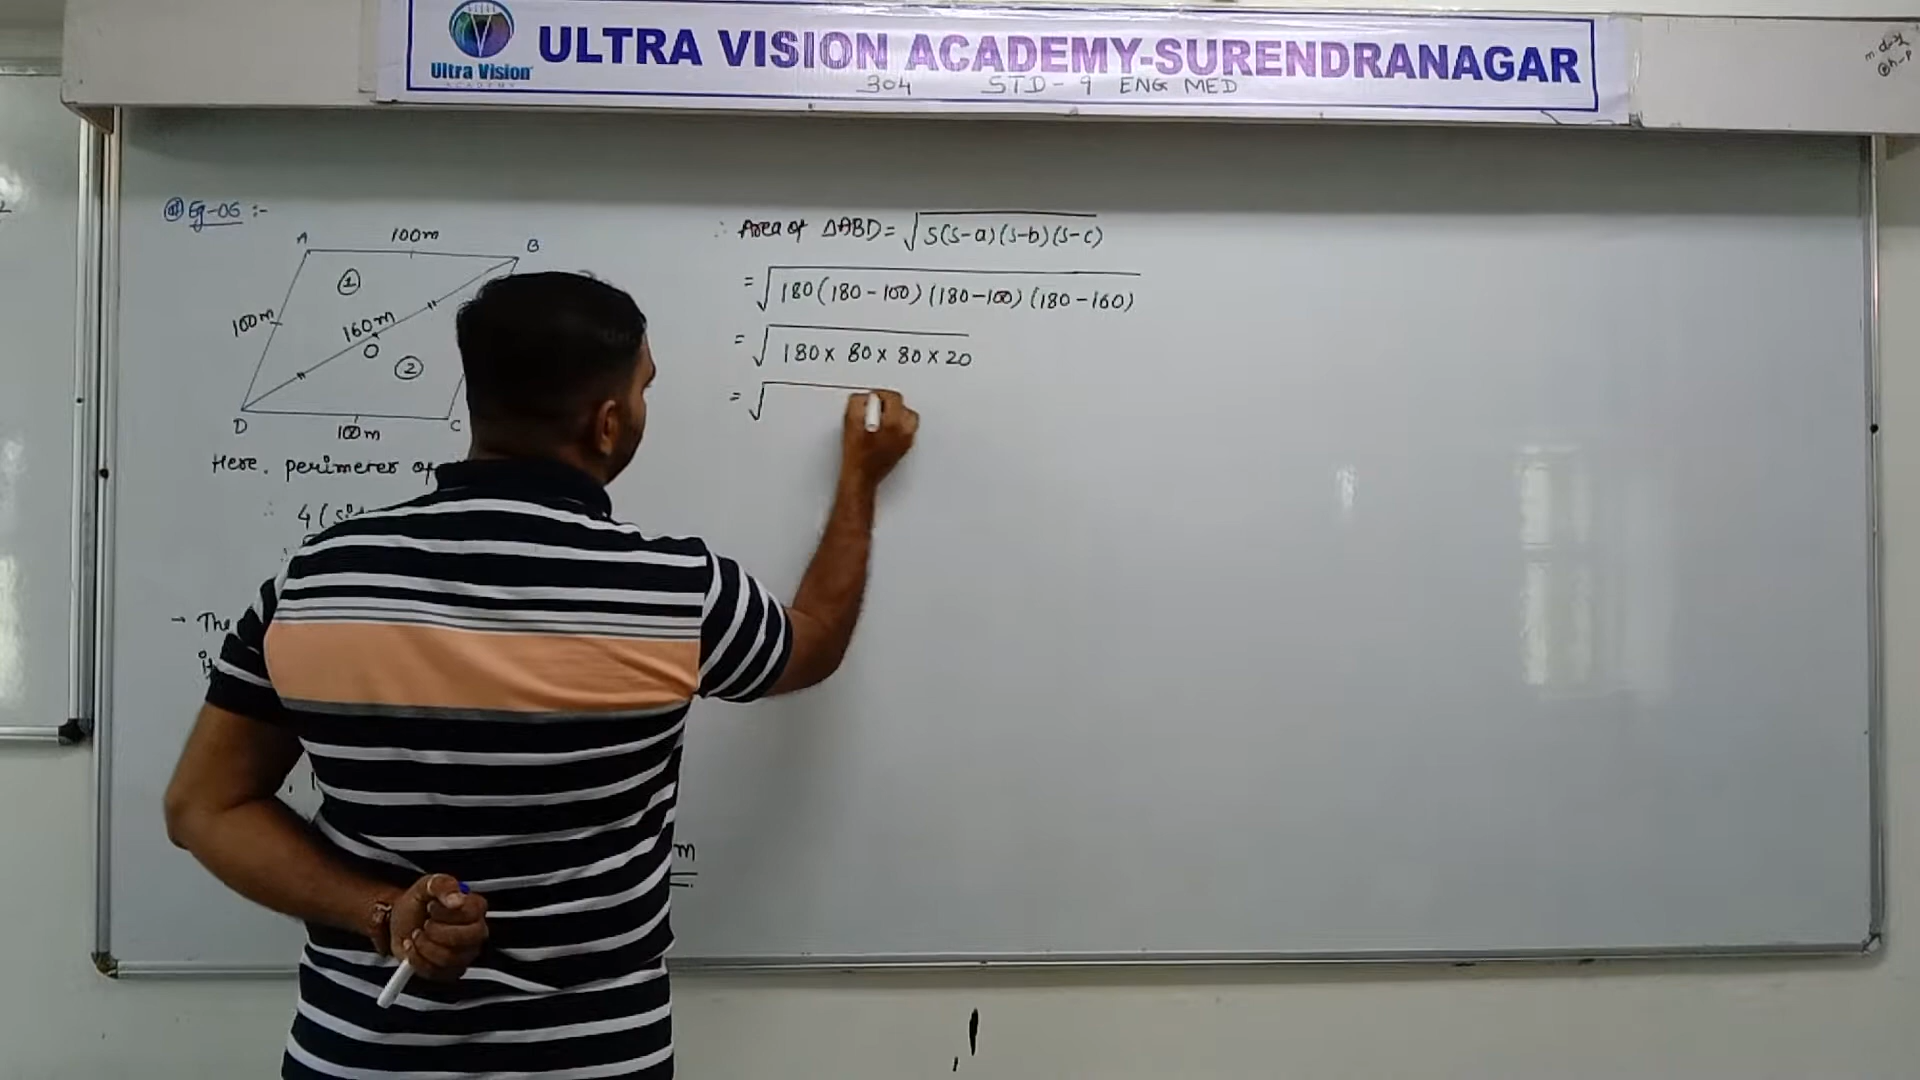 ULTRA VISION ACADEMY-SURENDRANAGAR
Ultra Vision
ACADEMY
304 STD-9 ENG MED
Eg-06 :-
A 100m B
①
100m
160m
O
②
D 100m C
Here, perimeter of
∴ 4 (
→ The
m
∴ Area of ΔABD = √s(s-a)(s-b)(s-c)
= √180(180-100)(180-100)(180-160)
= √180× 80× 80×20
= √